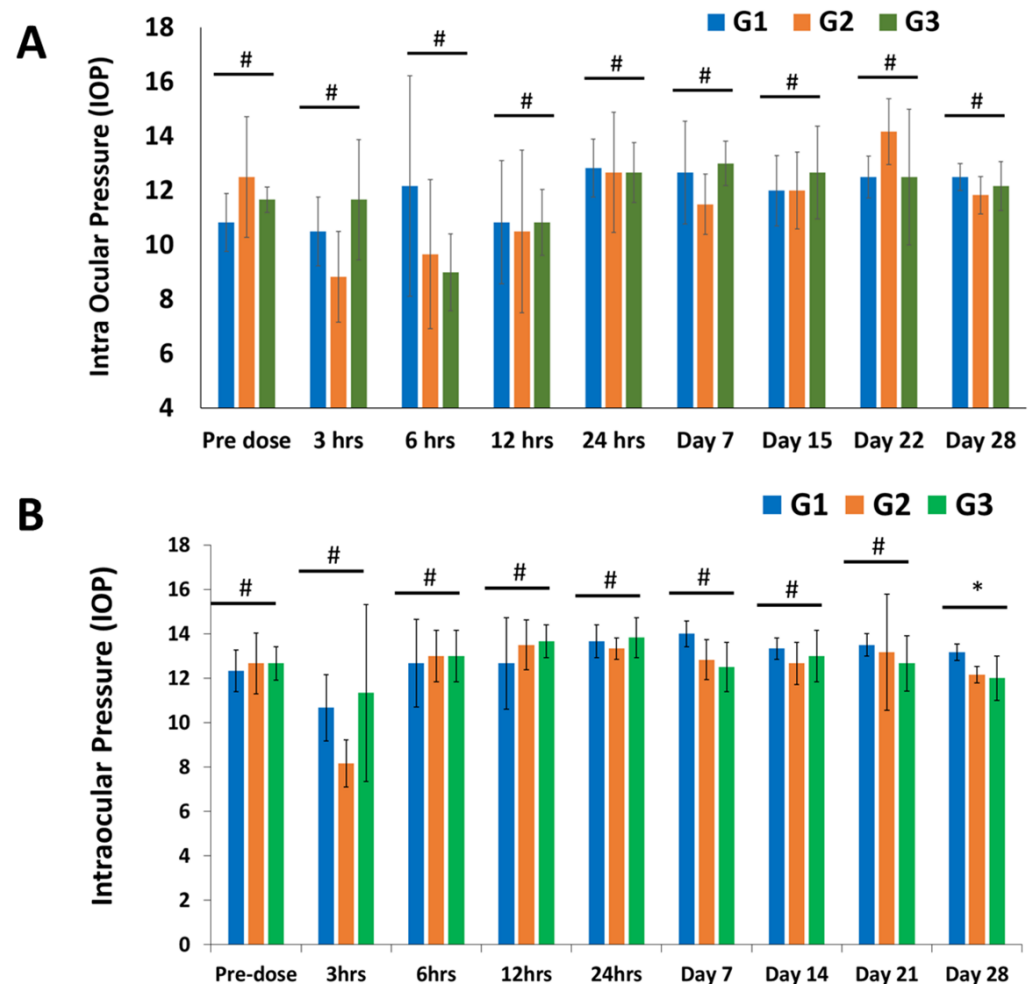 A
G1 G2 G3
Intra Ocular Pressure (IOP)
18
16
14
12
10
8
6
4
# # # # # # # # #
Pre dose 3 hrs 6 hrs 12 hrs 24 hrs Day 7 Day 15 Day 22 Day 28
B
G1 G2 G3
Intraocular Pressure (IOP)
18
16
14
12
10
8
6
4
2
0
# # # # # # # # *
Pre-dose 3hrs 6hrs 12hrs 24hrs Day 7 Day 14 Day 21 Day 28